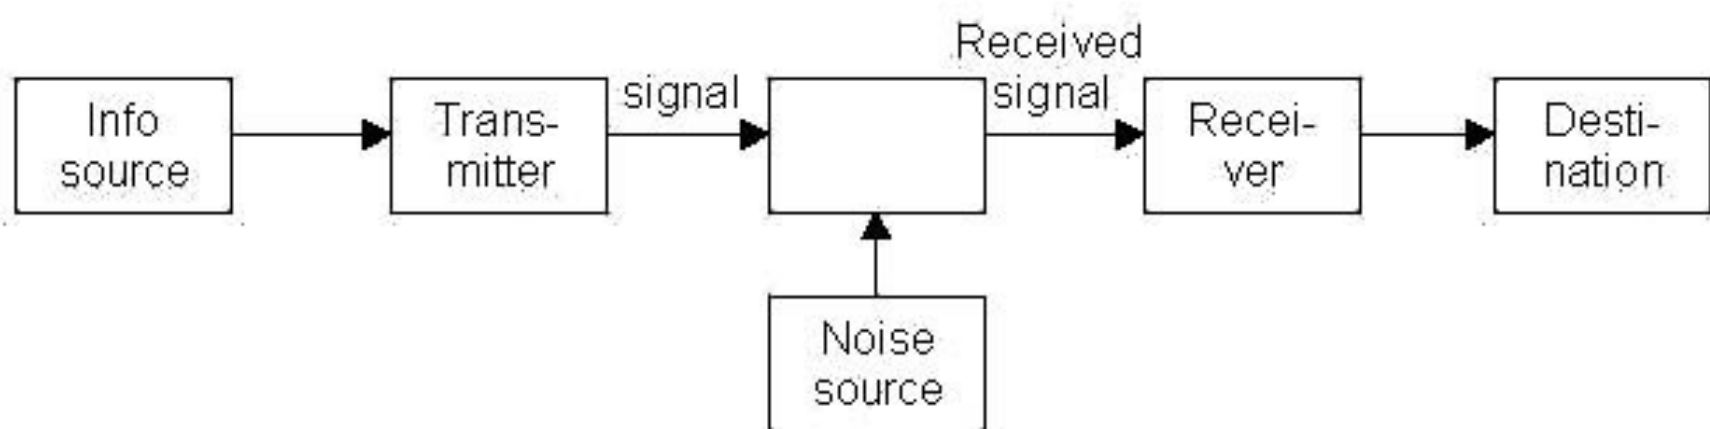 Info
source
Trans-
mitter
signal
Received
signal
Recei-
ver
Desti-
nation
Noise
source